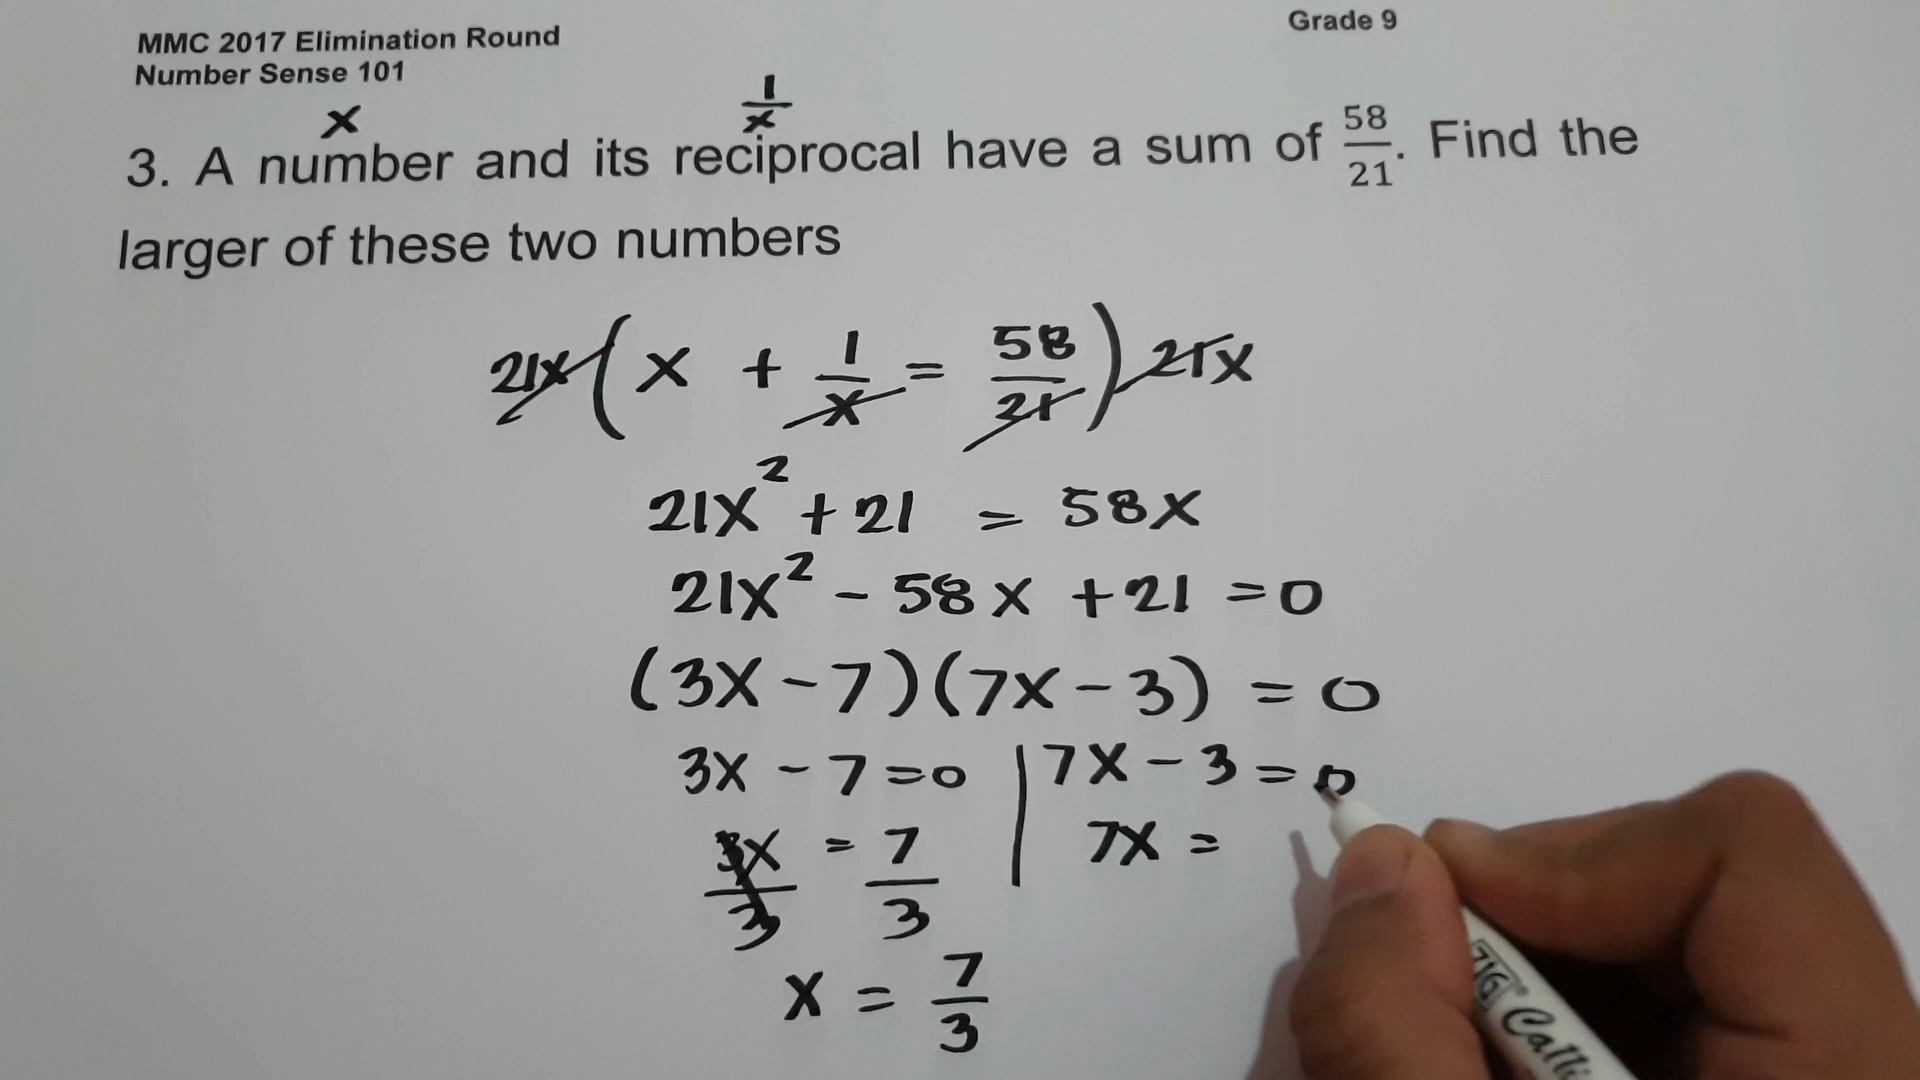 MMC 2017 Elimination Round
Grade 9
Number Sense 101
x
1/x
3. A number and its reciprocal have a sum of 58/21. Find the
larger of these two numbers
21x(x + 1/x = 58/21)21x
21x² + 21 = 58x
21x² - 58x + 21 = 0
(3x - 7)(7x - 3) = 0
3x - 7 = 0 | 7x - 3 = 0
3x/3 = 7/3 | 7x =
x = 7/3
ZIG